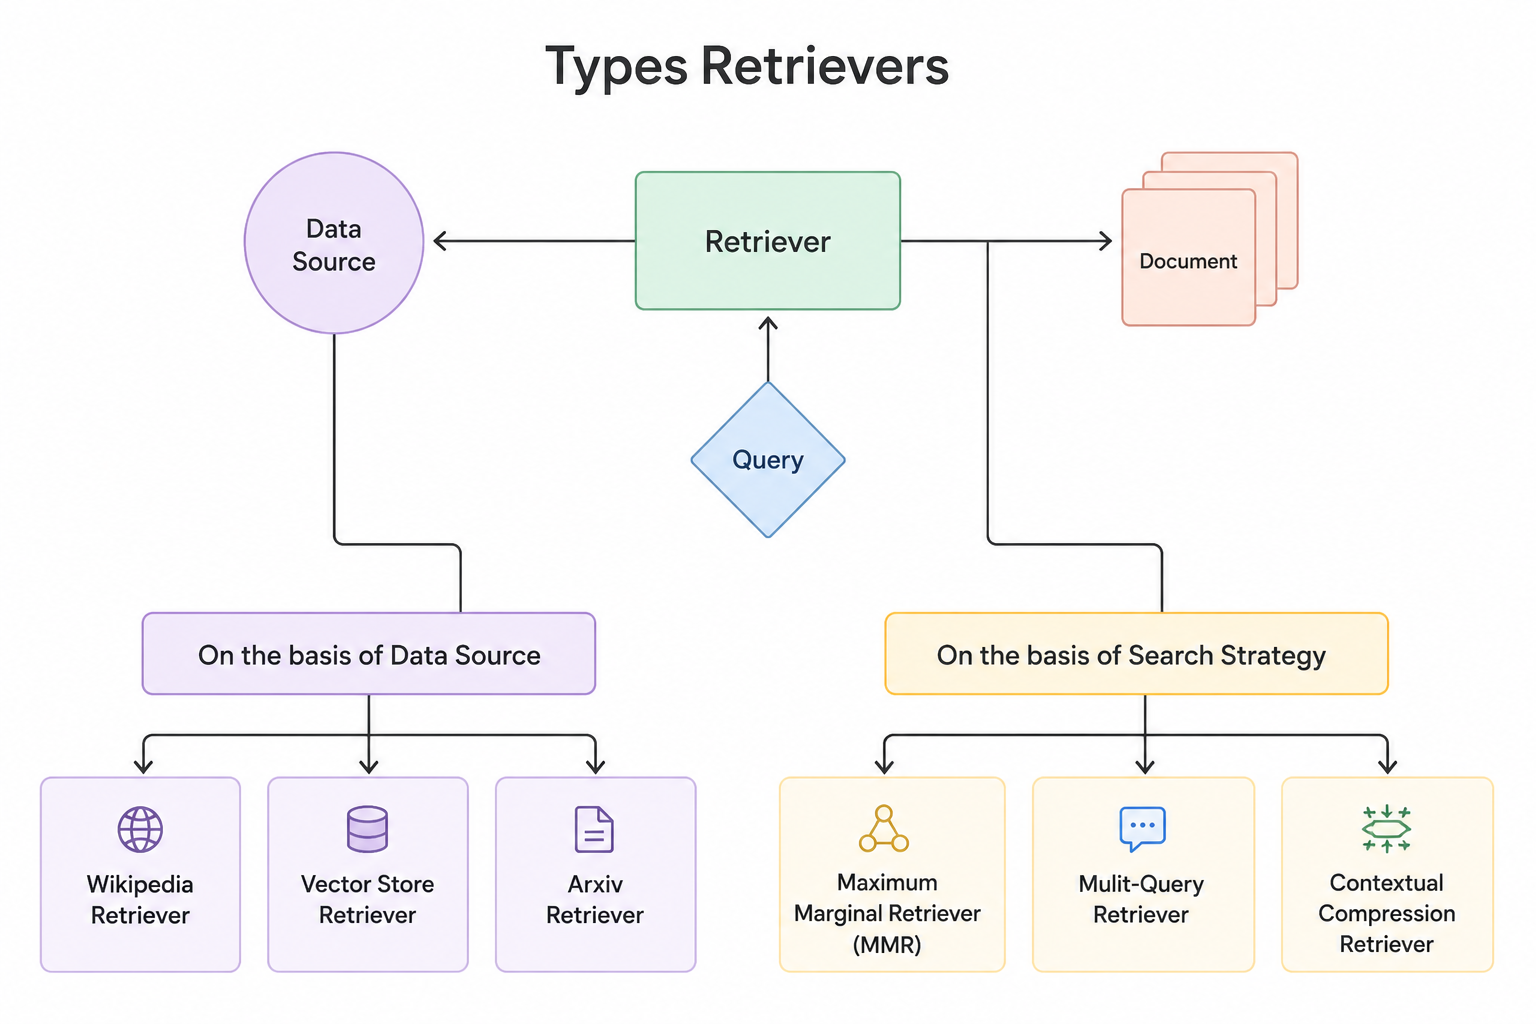 Types Retrievers
Data
Source
Retriever
Document
Query
On the basis of Data Source
On the basis of Search Strategy
Wikipedia
Retriever
Vector Store
Retriever
Arxiv
Retriever
Maximum
Marginal Retriever
(MMR)
Mulit-Query
Retriever
Contextual
Compression
Retriever